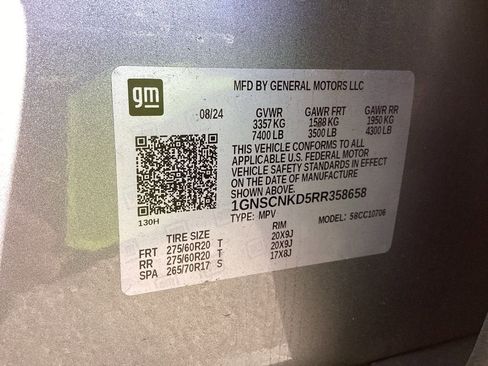 gm
MFD BY GENERAL MOTORS LLC
08/24 GVWR GAWR FRT GAWR RR
3357 KG 1588 KG 1950 KG
7400 LB 3500 LB 4300 LB
THIS VEHICLE CONFORMS TO ALL
APPLICABLE U.S. FEDERAL MOTOR
VEHICLE SAFETY STANDARDS IN EFFECT
ON THE DATE OF MANUFACTURE
SHOWN ABOVE.
1GNSCNKD5RR358658
TYPE: MPV MODEL: 58CC10706
130H
TIRE SIZE RIM
FRT 275/60R20 T 20X9J
RR 275/60R20 T 20X9J
SPA 265/70R17 S 17X8J